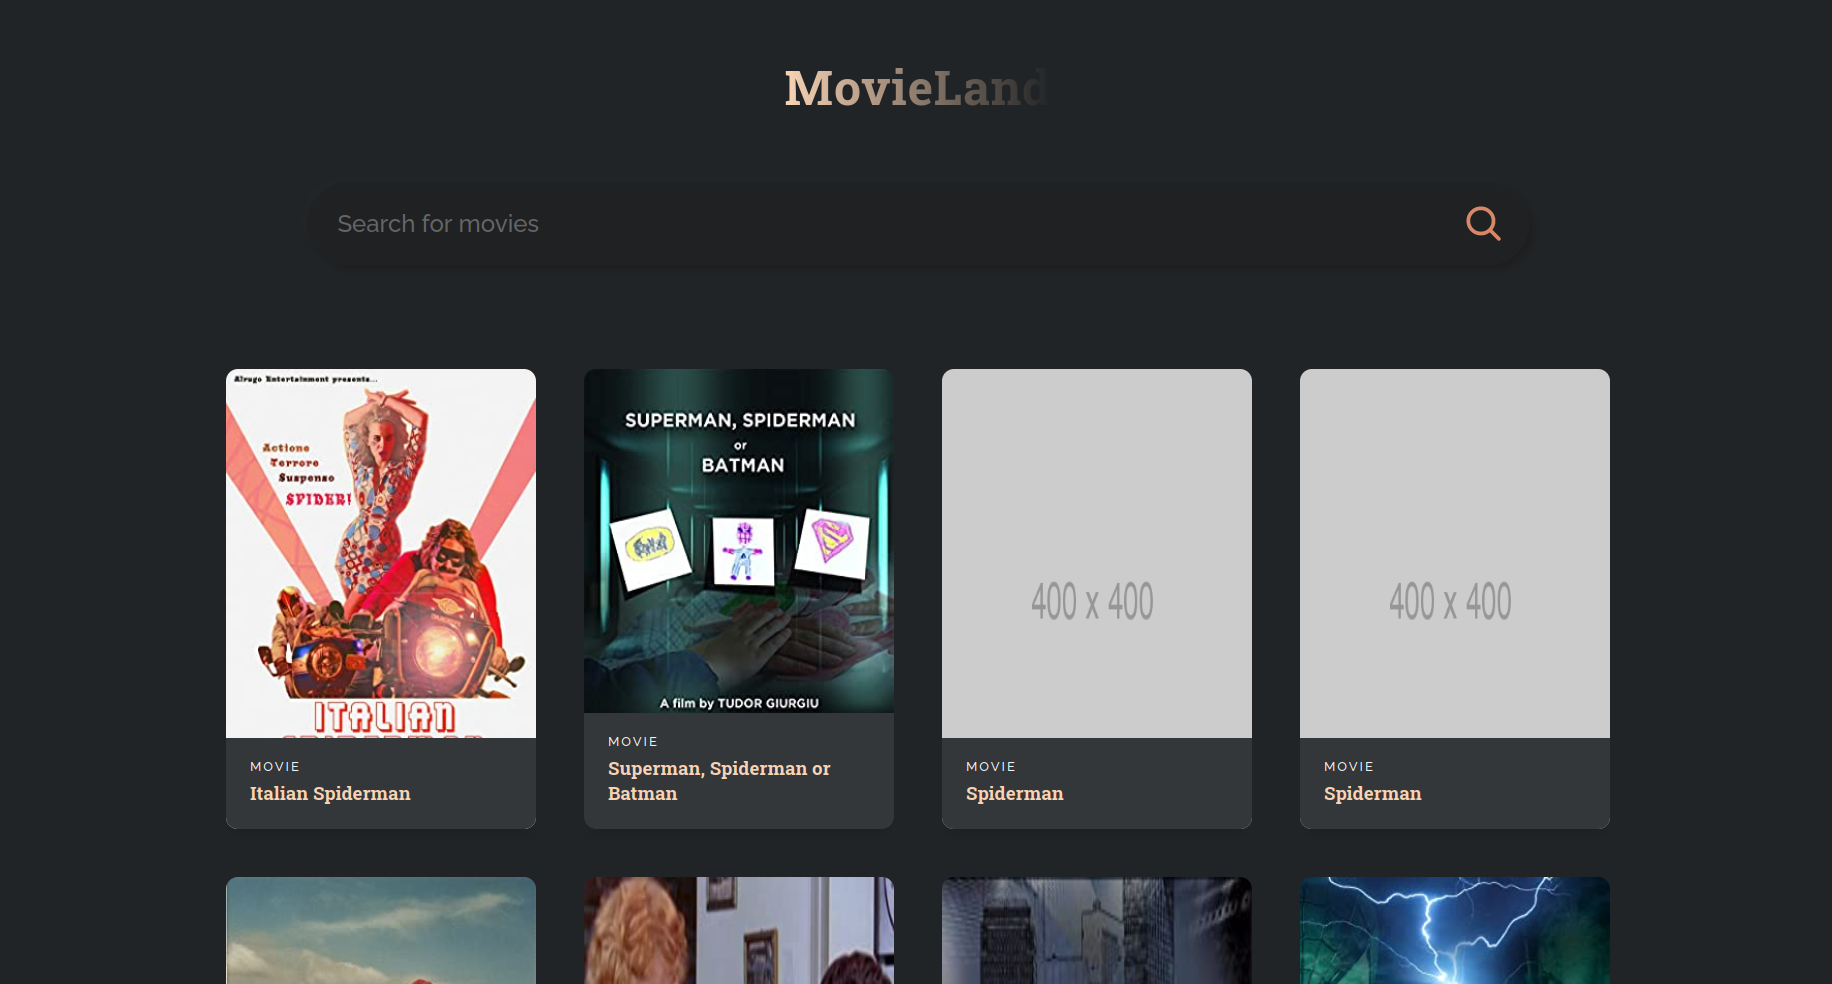 MovieLand
Search for movies
Alrugo Entertainment presents...
Actione
Terrore
Suspenso
SPIDER!
ITALIAN
MOVIE
Italian Spiderman
SUPERMAN, SPIDERMAN
or
BATMAN
A film by TUDOR GIURGIU
MOVIE
Superman, Spiderman or
Batman
400 x 400
MOVIE
Spiderman
400 x 400
MOVIE
Spiderman